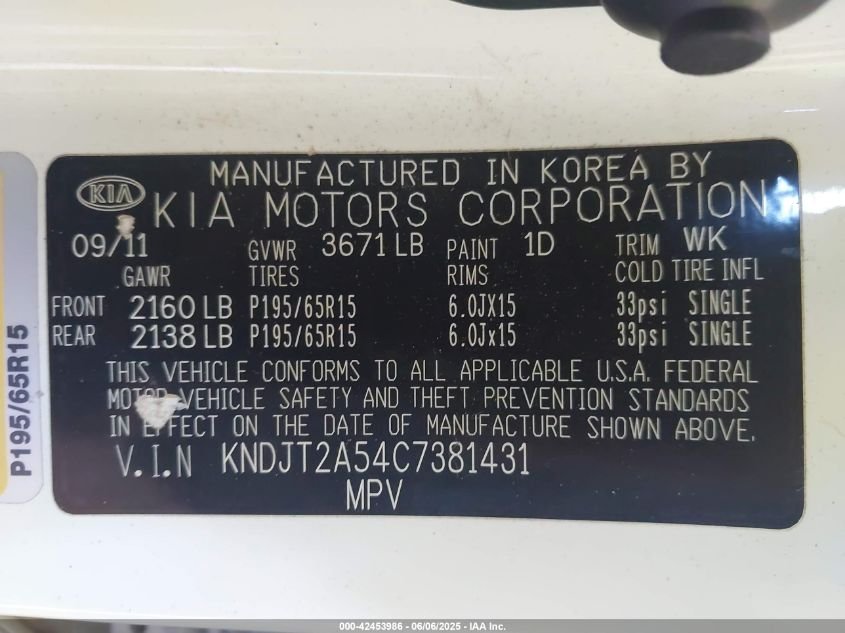 MANUFACTURED IN KOREA BY
KIA KIA MOTORS CORPORATION
09/11 GVWR 3671 LB PAINT 1D TRIM WK
GAWR TIRES RIMS COLD TIRE INFL
FRONT 2160 LB P195/65R15 6.0JX15 33psi SINGLE
REAR 2138 LB P195/65R15 6.0Jx15 33psi SINGLE
THIS VEHICLE CONFORMS TO ALL APPLICABLE U.S.A. FEDERAL
MOTOR VEHICLE SAFETY AND THEFT PREVENTION STANDARDS
IN EFFECT ON THE DATE OF MANUFACTURE SHOWN ABOVE.
V.I.N KNDJT2A54C7381431
MPV
P195/65R15
000-42453986 - 06/06/2025 - IAA Inc.